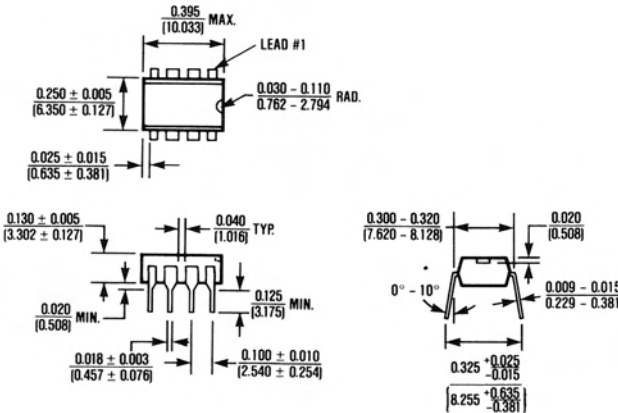 0.395
(10.033)
MAX.
LEAD #1
0.250 ± 0.005
(6.350 ± 0.127)
0.030 – 0.110
0.762 – 2.794
RAD.
0.025 ± 0.015
(0.635 ± 0.381)
0.130 ± 0.005
(3.302 ± 0.127)
0.040
(1.016)
TYP.
0.020
(0.508)
MIN.
0.125
(3.175)
MIN.
0.018 ± 0.003
(0.457 ± 0.076)
0.100 ± 0.010
(2.540 ± 0.254)
0.300 – 0.320
(7.620 – 8.128)
0.020
(0.508)
0° – 10°
0.009 – 0.015
0.229 – 0.381)
0.325 +0.025
–0.015
(8.255 +0.635
–0.381)